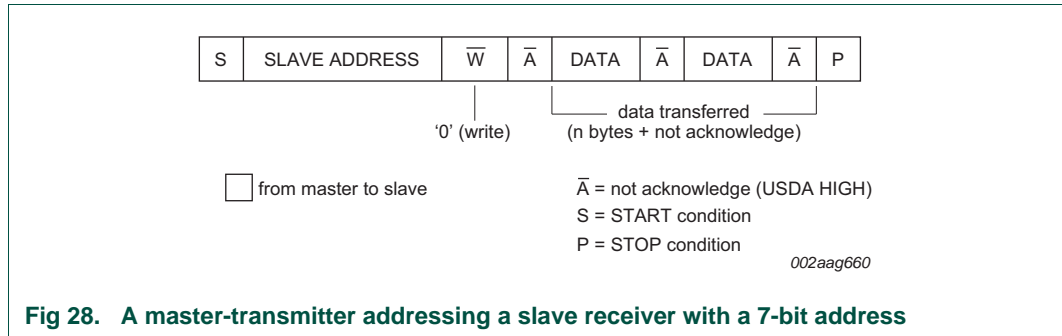 S SLAVE ADDRESS W̅ A̅ DATA A̅ DATA A̅ P
data transferred
'0' (write) (n bytes + not acknowledge)
from master to slave
A̅ = not acknowledge (USDA HIGH)
S = START condition
P = STOP condition
002aag660
Fig 28. A master-transmitter addressing a slave receiver with a 7-bit address